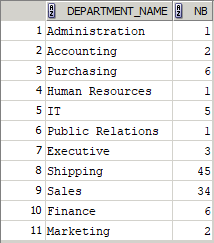 DEPARTMENT_NAME NB
1 Administration 1
2 Accounting 2
3 Purchasing 6
4 Human Resources 1
5 IT 5
6 Public Relations 1
7 Executive 3
8 Shipping 45
9 Sales 34
10 Finance 6
11 Marketing 2